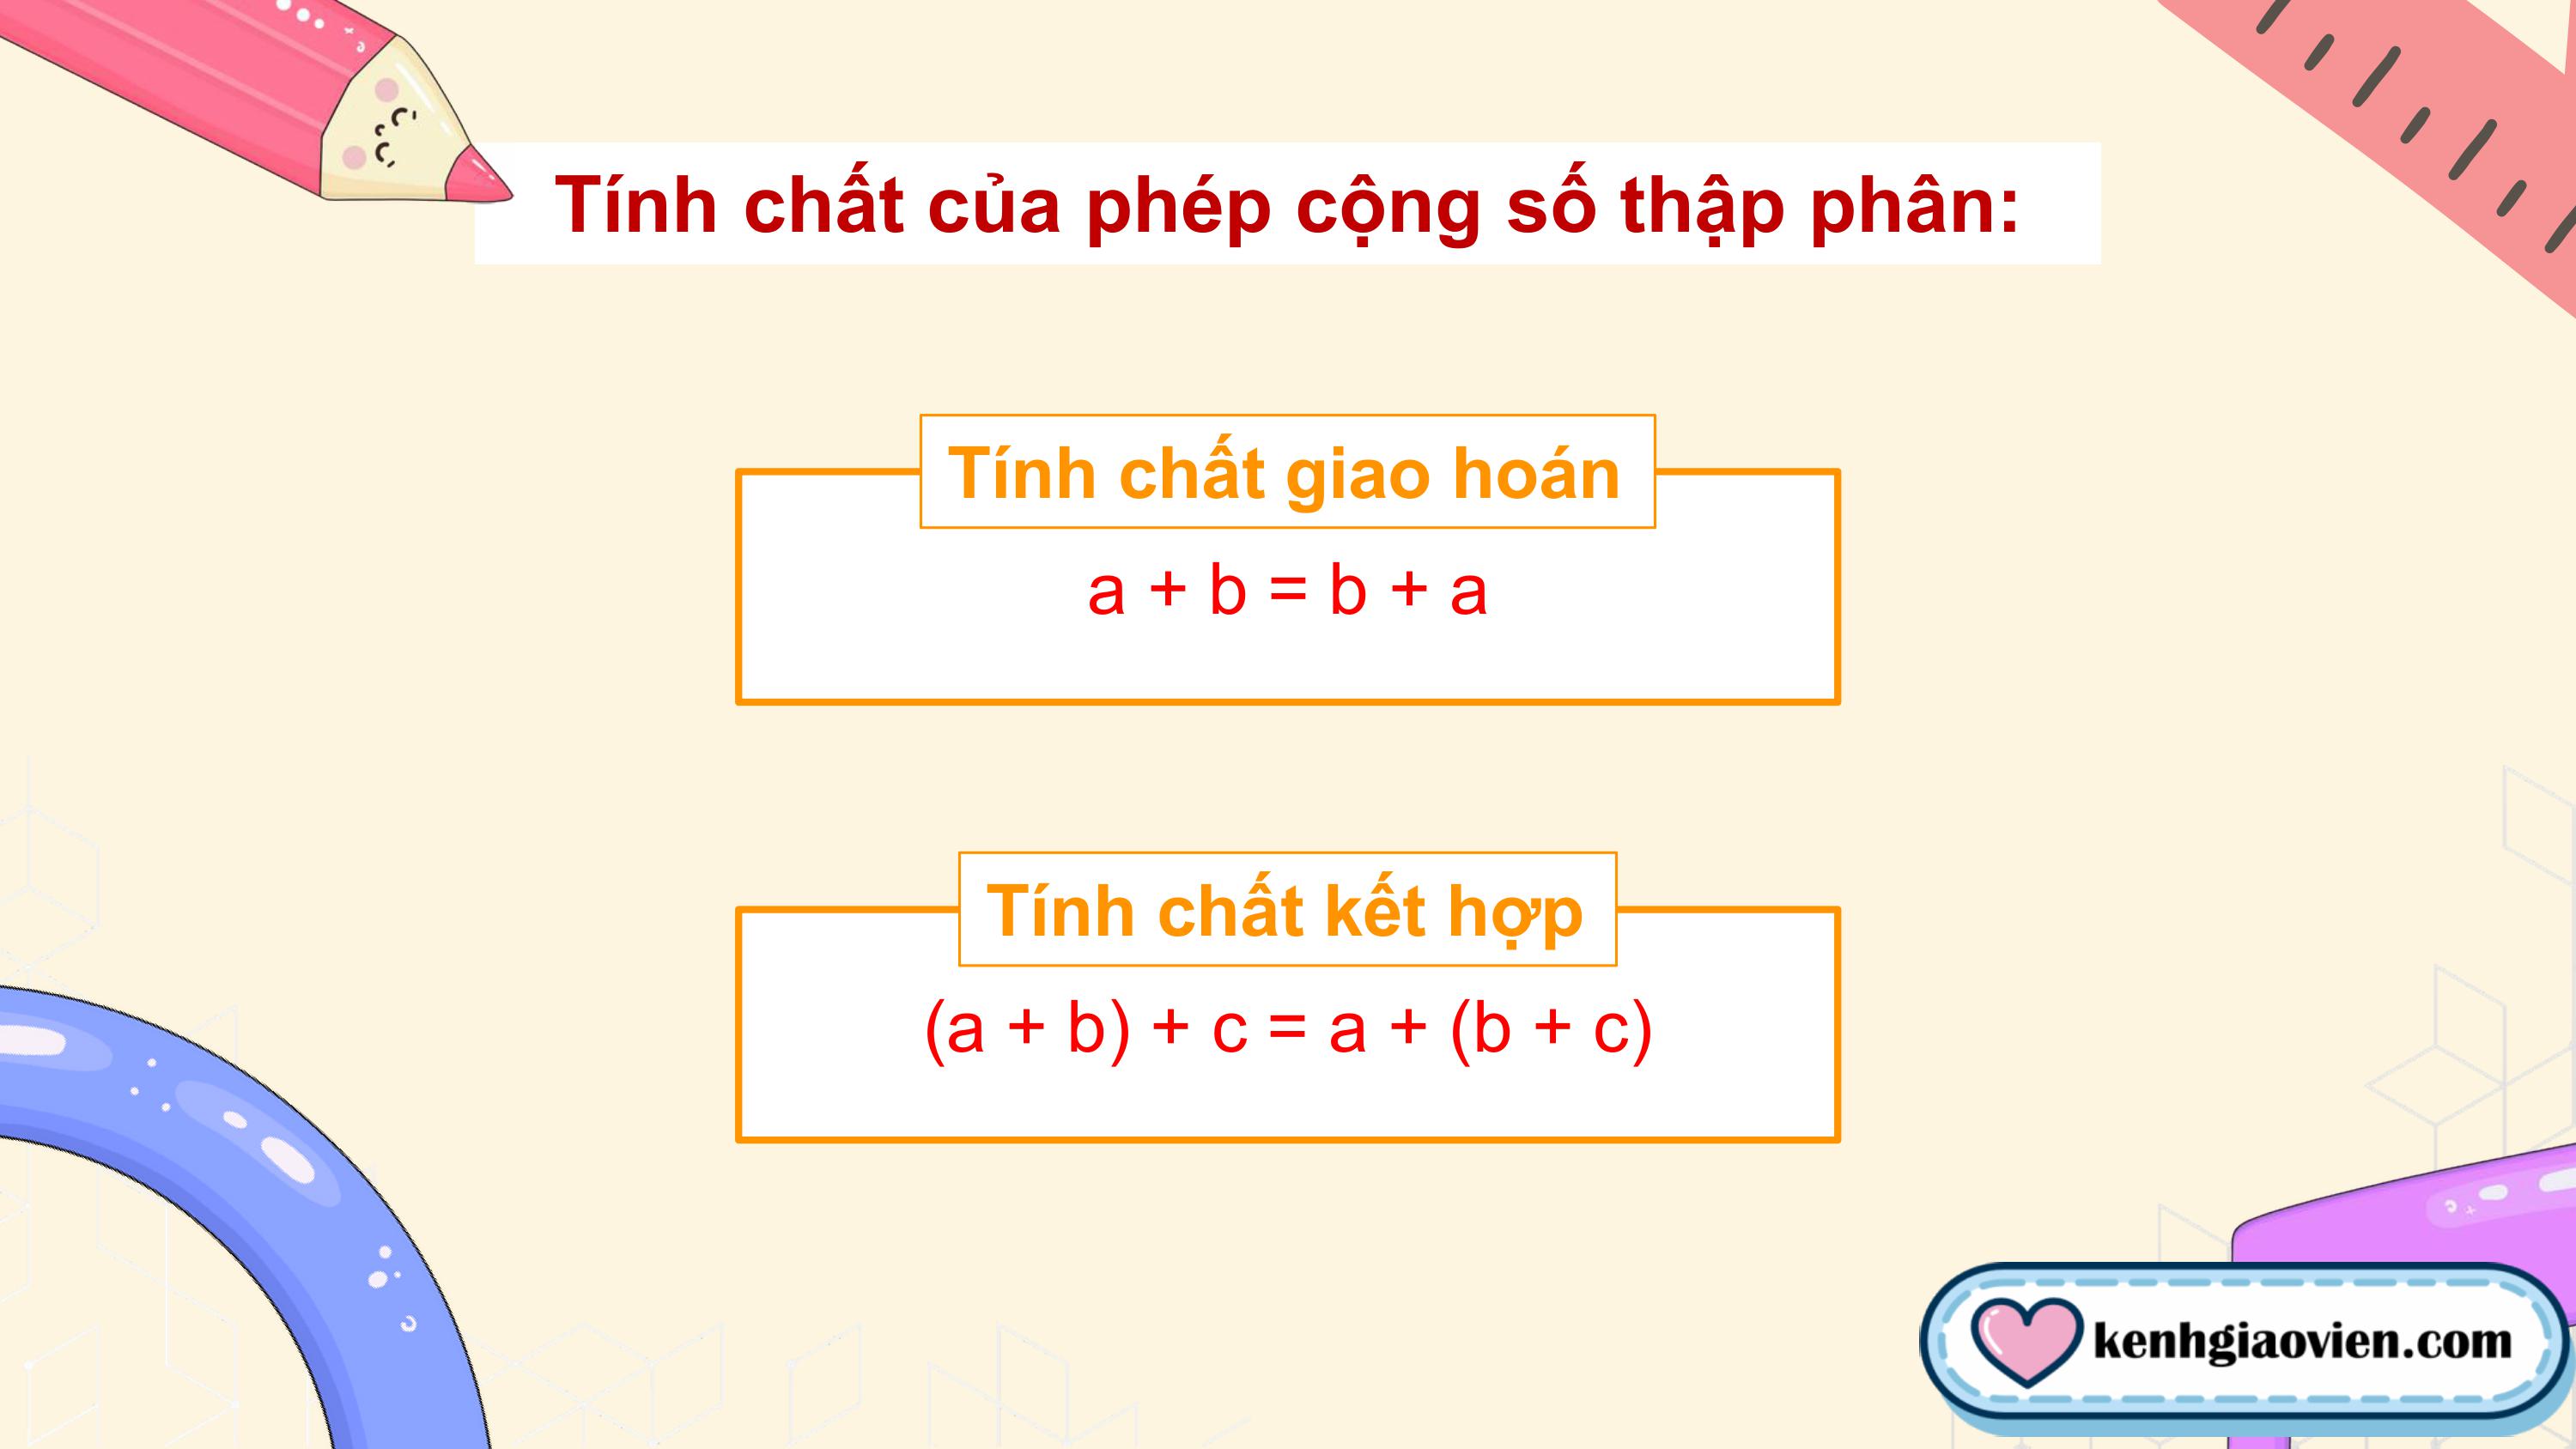 Tính chất của phép cộng số thập phân:
Tính chất giao hoán
a + b = b + a
Tính chất kết hợp
(a + b) + c = a + (b + c)
kenhgiaovien.com